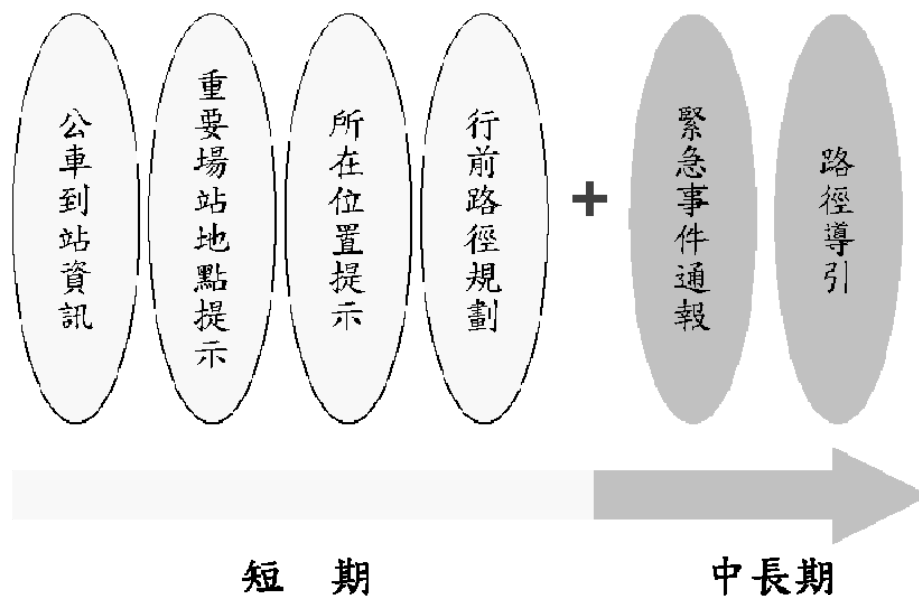 公車到站資訊
重要場站地點提示
所在位置提示
行前路徑規劃
+
緊急事件通報
路徑導引
短期
中長期